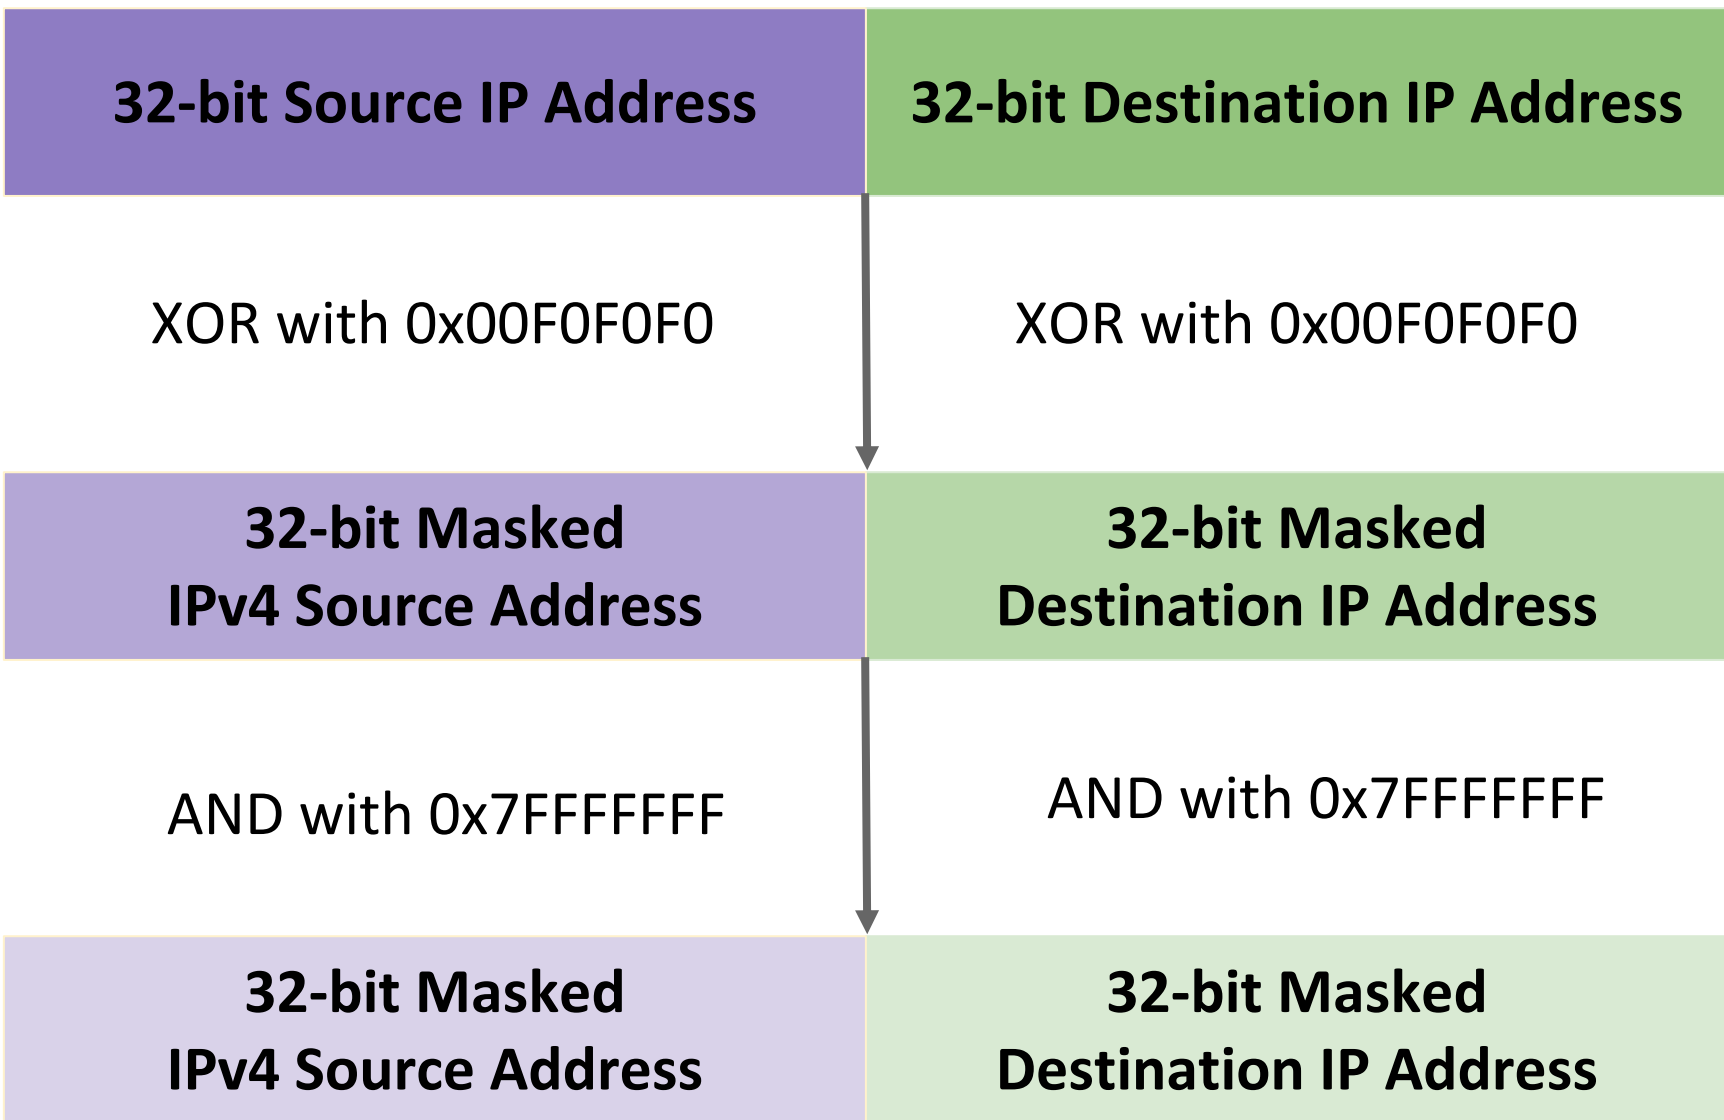 32-bit Source IP Address
32-bit Destination IP Address
XOR with 0x00F0F0F0
XOR with 0x00F0F0F0
32-bit Masked
IPv4 Source Address
32-bit Masked
Destination IP Address
AND with 0x7FFFFFFF
AND with 0x7FFFFFFF
32-bit Masked
IPv4 Source Address
32-bit Masked
Destination IP Address